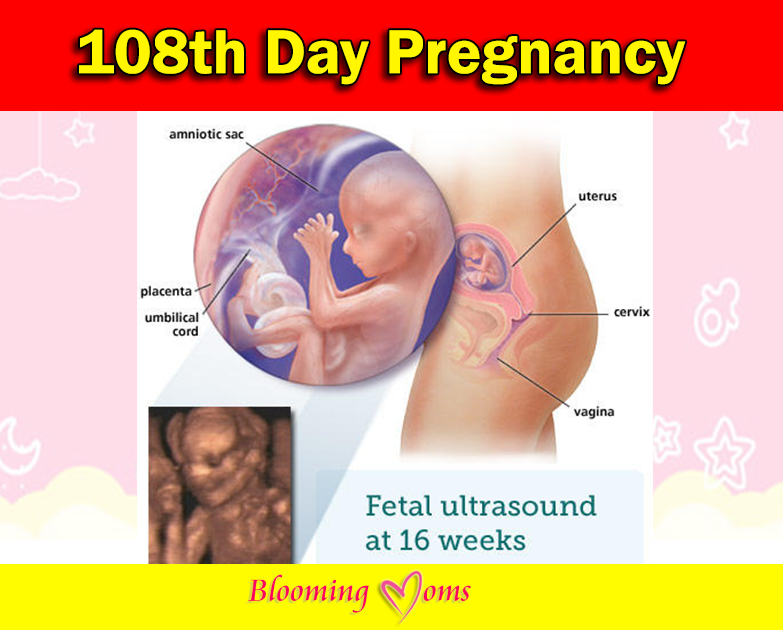 108th Day Pregnancy
amniotic sac
uterus
placenta
umbilical
cord
cervix
vagina
Fetal ultrasound
at 16 weeks
Blooming Moms